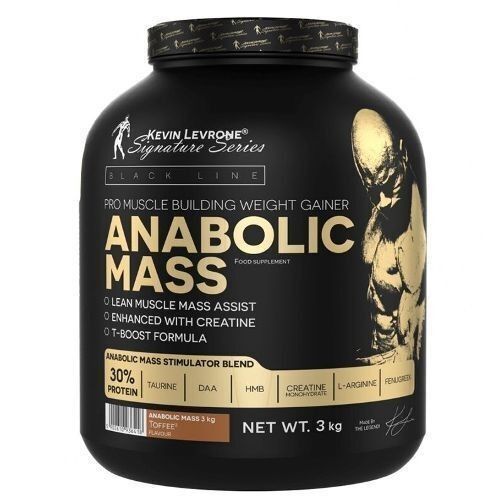 KEVIN LEVRONE®
Signature Series
BLACK LINE
PRO MUSCLE BUILDING WEIGHT GAINER
ANABOLIC
MASS
FOOD SUPPLEMENT
LEAN MUSCLE MASS ASSIST
ENHANCED WITH CREATINE
T-BOOST FORMULA
ANABOLIC MASS STIMULATOR BLEND
30% PROTEIN
TAURINE
DAA
HMB
CREATINE MONOHYDRATE
L-ARGININE
FENUGREEK
ANABOLIC MASS 3 kg
TOFFEE
FLAVOUR
NET WT. 3 kg
MADE BY
THE LEGEND!